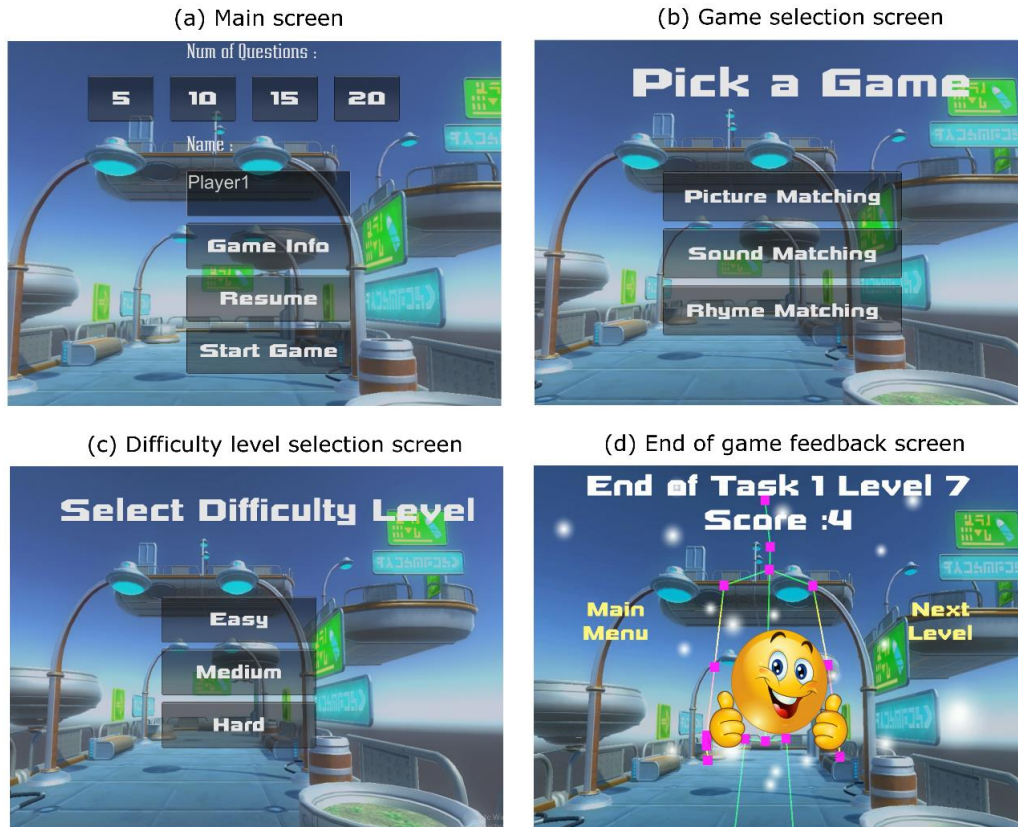 (a) Main screen
Num of Questions :
5 10 15 20
Name :
Player1
Game Info
Resume
Start Game
(b) Game selection screen
Pick a Game
Picture Matching
Sound Matching
Rhyme Matching
(c) Difficulty level selection screen
Select Difficulty Level
Easy
Medium
Hard
(d) End of game feedback screen
End of Task 1 Level 7
Score :4
Main
Menu
Next
Level